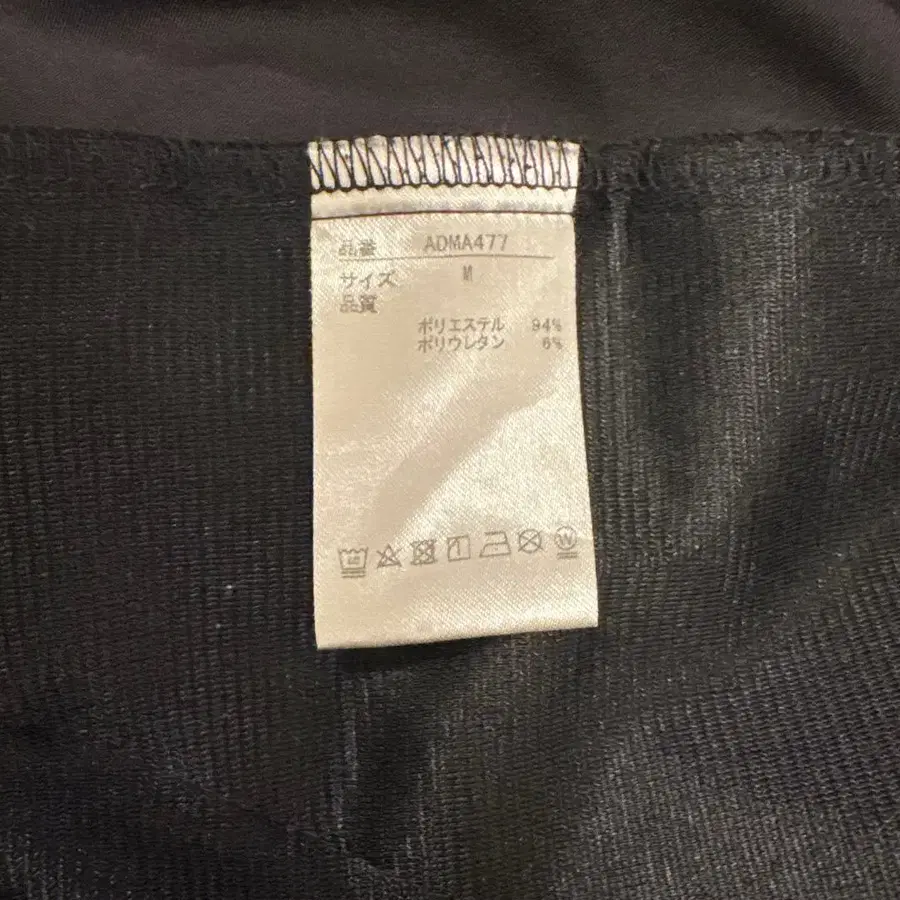 品番 ADMA477
サイズ M
品質
ポリエステル 94%
ポリウレタン 6%
W